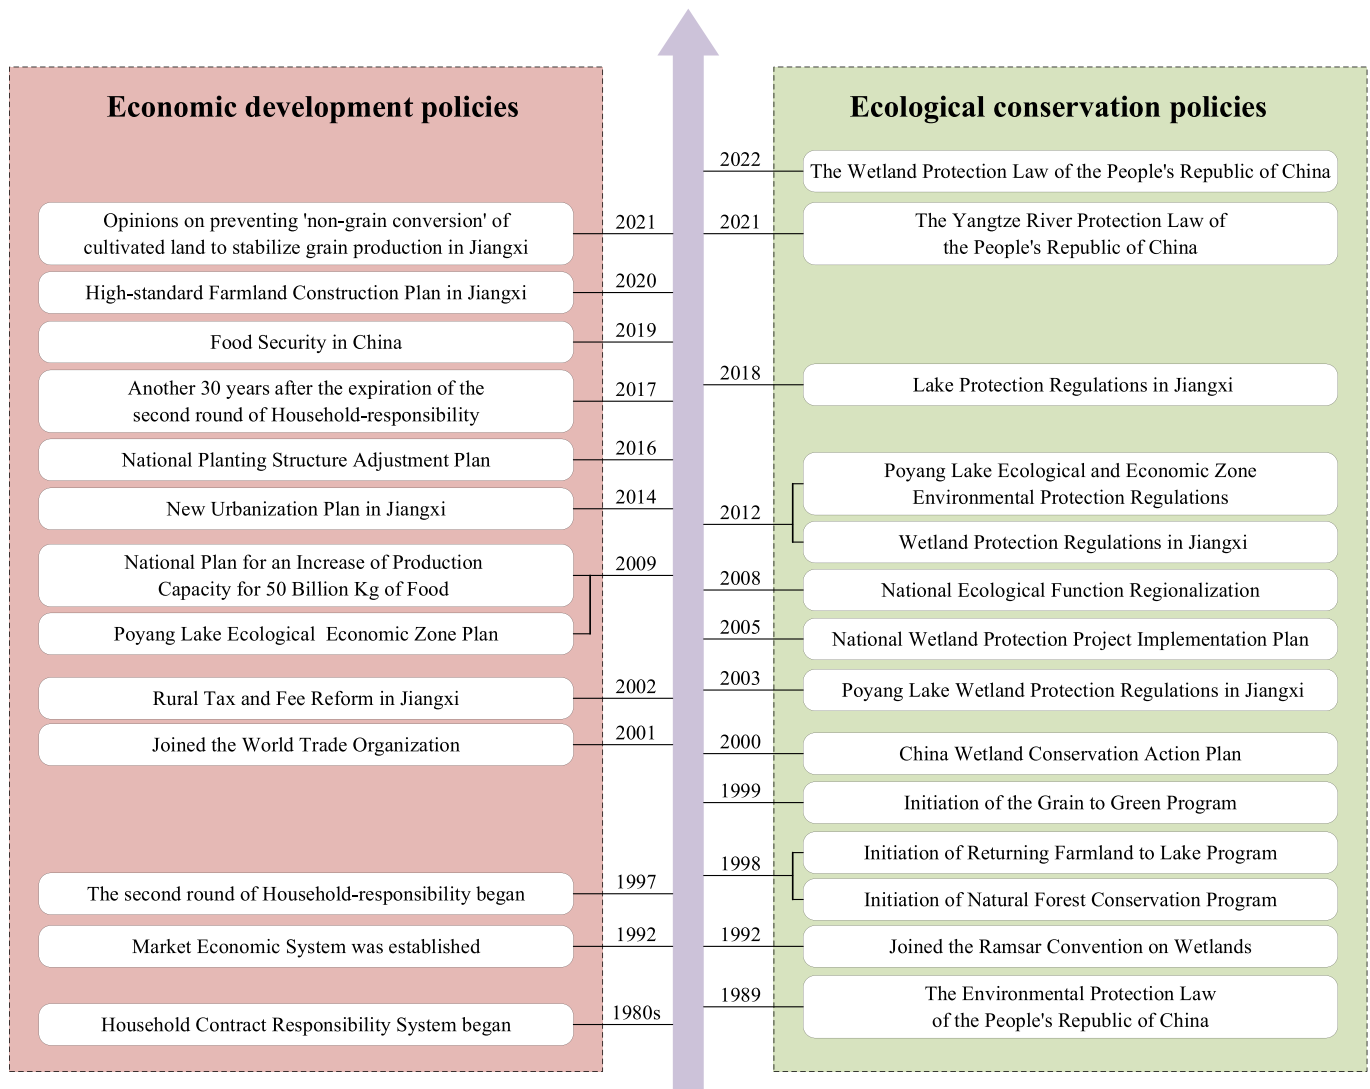 Economic development policies
2021
Opinions on preventing 'non-grain conversion' of
cultivated land to stabilize grain production in Jiangxi
2020
High-standard Farmland Construction Plan in Jiangxi
2019
Food Security in China
2017
Another 30 years after the expiration of the
second round of Household-responsibility
2016
National Planting Structure Adjustment Plan
2014
New Urbanization Plan in Jiangxi
2009
National Plan for an Increase of Production
Capacity for 50 Billion Kg of Food
Poyang Lake Ecological Economic Zone Plan
2002
Rural Tax and Fee Reform in Jiangxi
2001
Joined the World Trade Organization
1997
The second round of Household-responsibility began
1992
Market Economic System was established
1980s
Household Contract Responsibility System began
Ecological conservation policies
2022
The Wetland Protection Law of the People's Republic of China
2021
The Yangtze River Protection Law of
the People's Republic of China
2018
Lake Protection Regulations in Jiangxi
2012
Poyang Lake Ecological and Economic Zone
Environmental Protection Regulations
Wetland Protection Regulations in Jiangxi
2008
National Ecological Function Regionalization
2005
National Wetland Protection Project Implementation Plan
2003
Poyang Lake Wetland Protection Regulations in Jiangxi
2000
China Wetland Conservation Action Plan
1999
Initiation of the Grain to Green Program
1998
Initiation of Returning Farmland to Lake Program
Initiation of Natural Forest Conservation Program
1992
Joined the Ramsar Convention on Wetlands
1989
The Environmental Protection Law
of the People's Republic of China